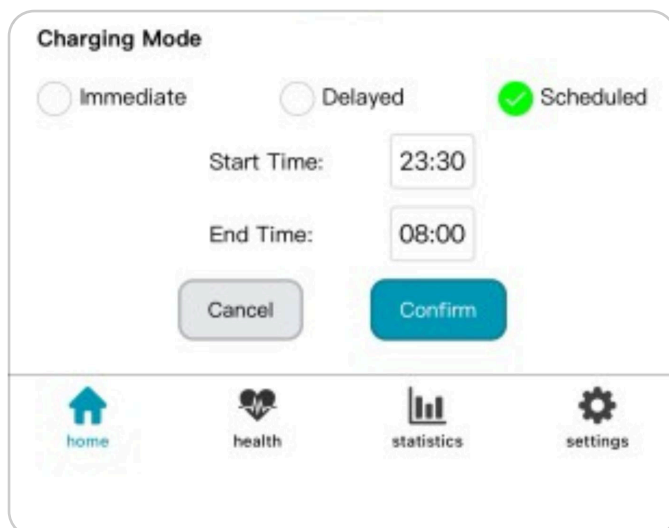 Charging Mode
Immediate Delayed Scheduled
Start Time: 23:30
End Time: 08:00
Cancel Confirm
home health statistics settings